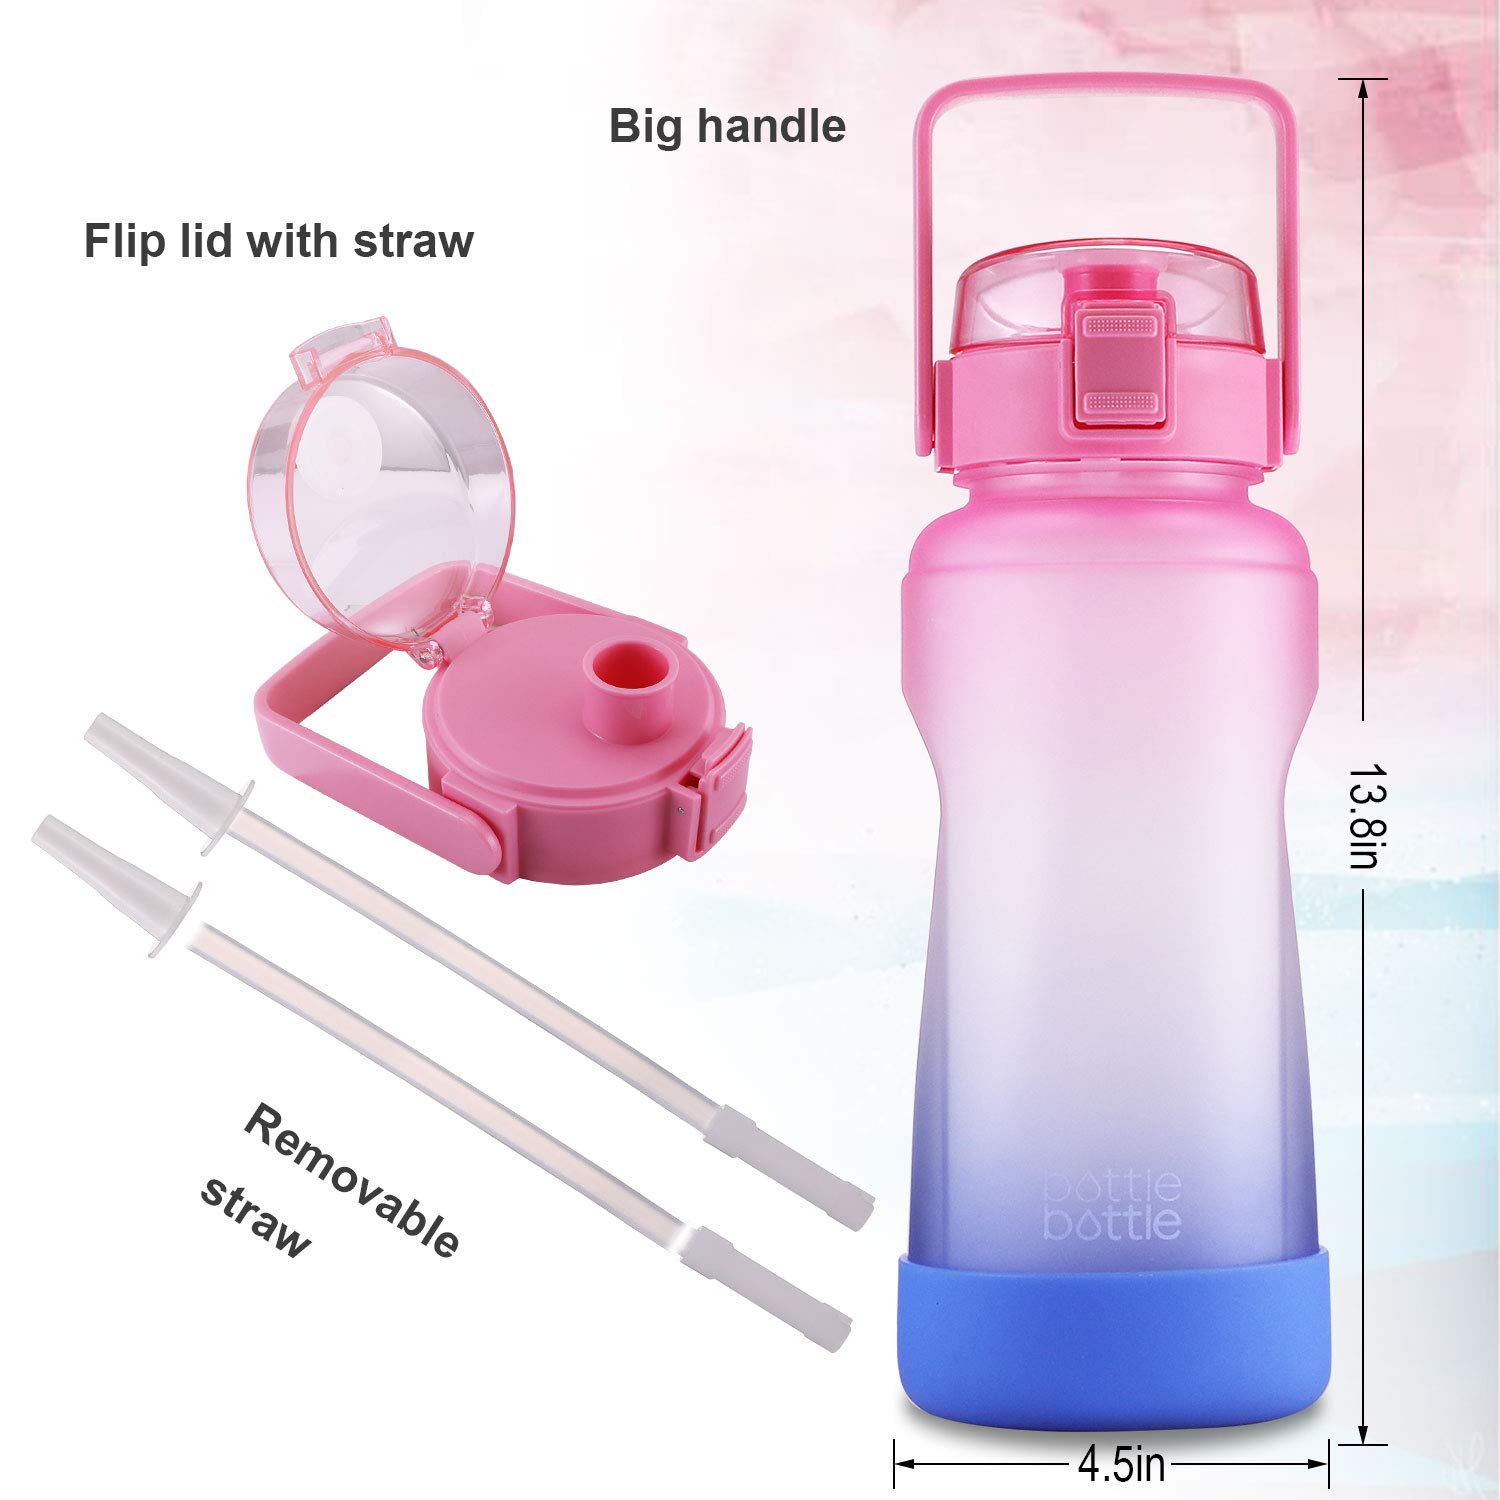 Big handle
Flip lid with straw
Removable
straw
13.8in
bottle
bottle
4.5in